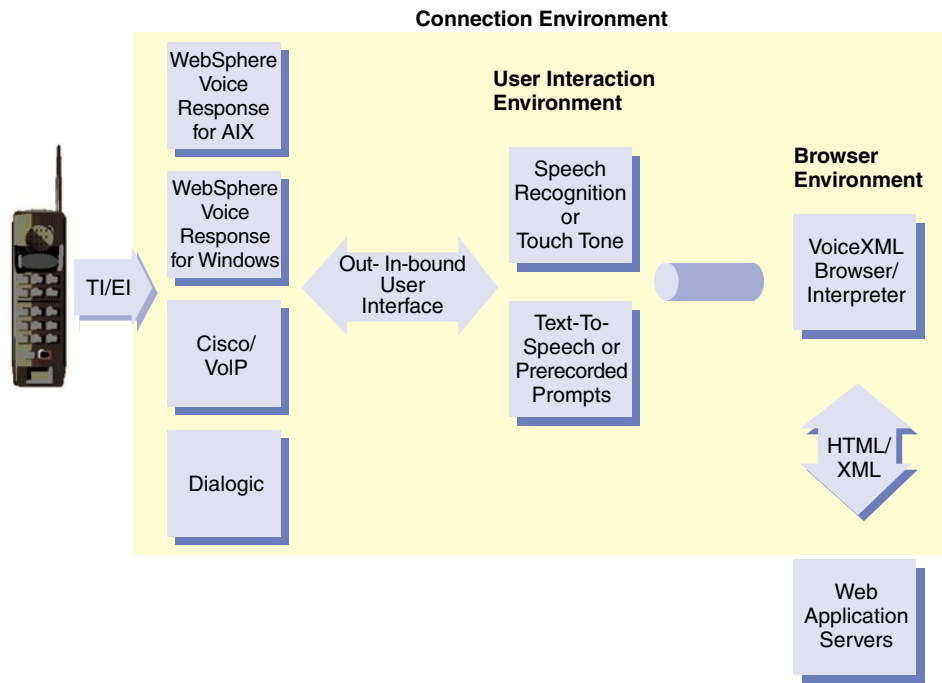 Connection Environment
WebSphere
Voice
Response
for AIX
User Interaction
Environment
Browser
Environment
WebSphere
Voice
Response
for Windows
Speech
Recognition
or
Touch Tone
TI/EI
Out- In-bound
User
Interface
VoiceXML
Browser/
Interpreter
Cisco/
VoIP
Text-To-
Speech or
Prerecorded
Prompts
Dialogic
HTML/
XML
Web
Application
Servers